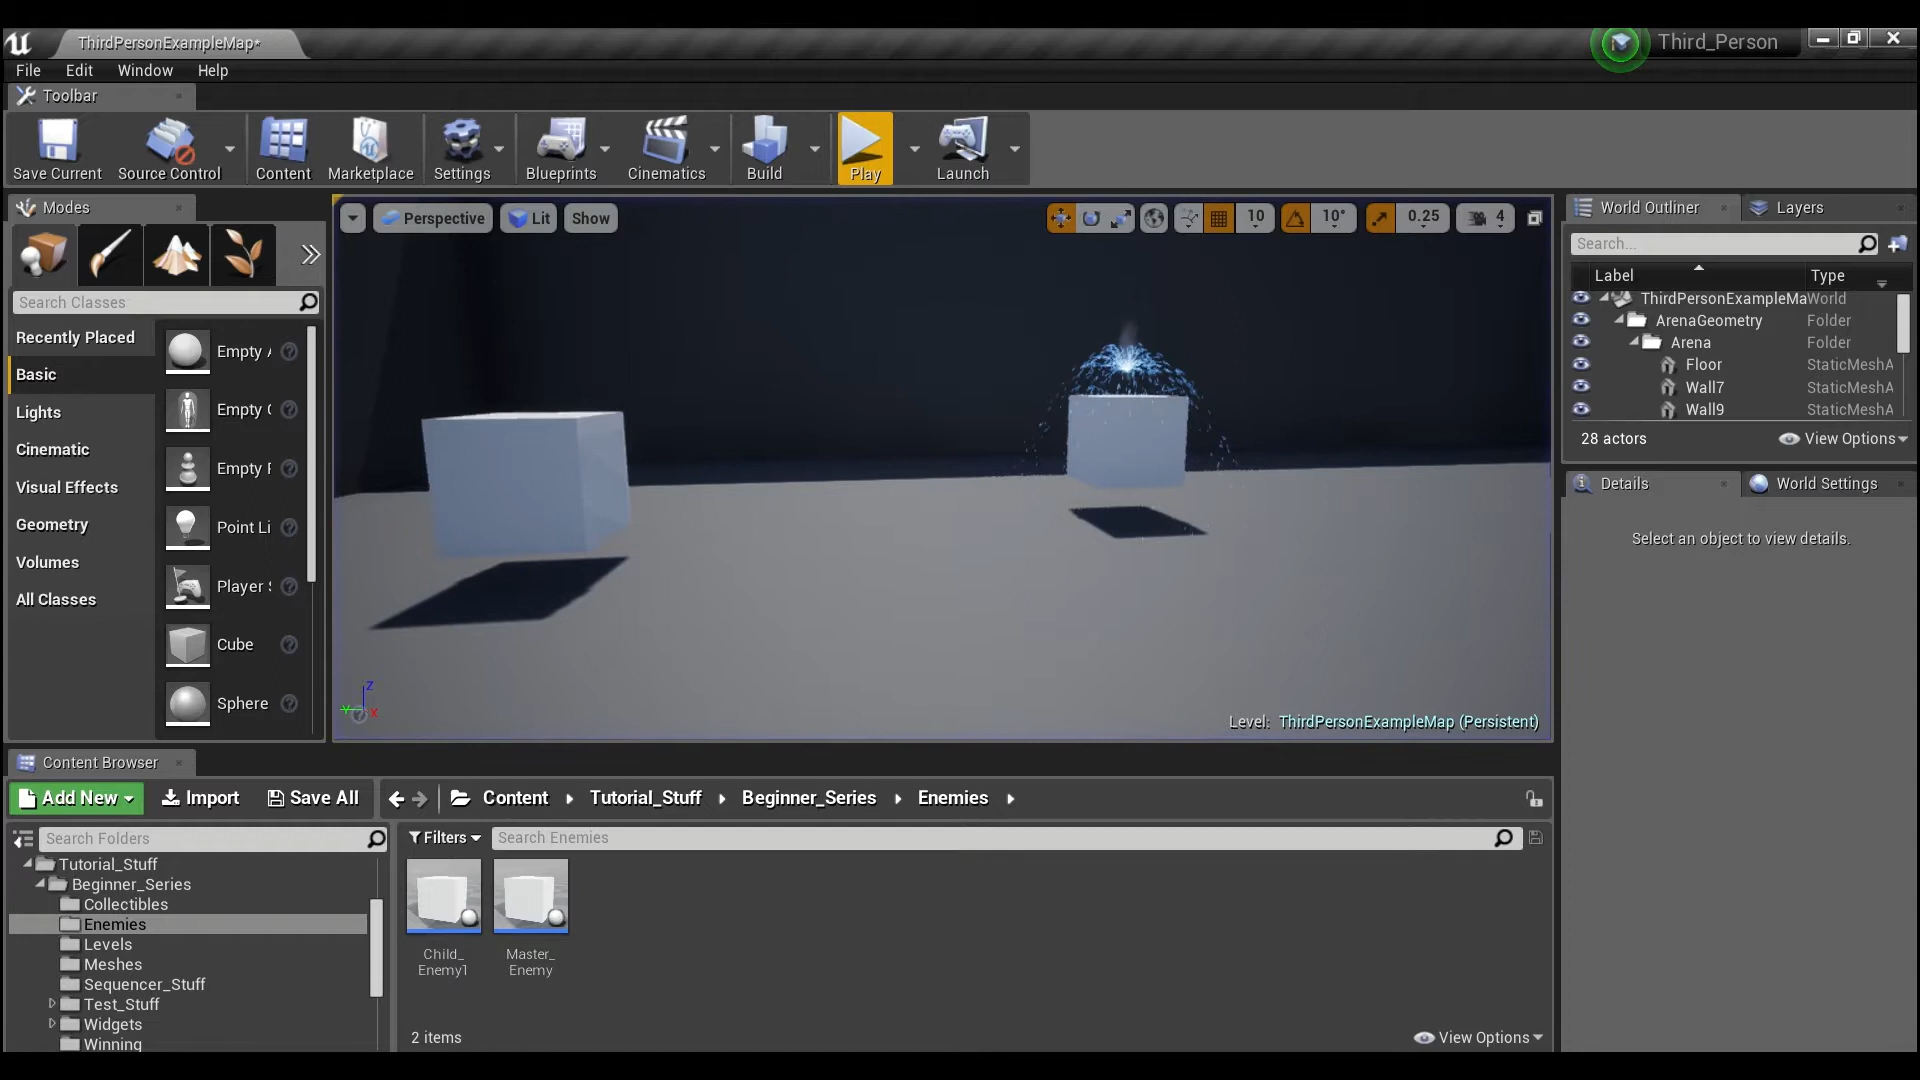 ThirdPersonExampleMap*
Third_Person
File Edit Window Help
Toolbar
Save Current Source Control Content Marketplace Settings Blueprints Cinematics Build Play Launch
Modes
Search Classes
Recently Placed
Basic
Lights
Cinematic
Visual Effects
Geometry
Volumes
All Classes
Empty A
Empty C
Empty P
Point Li
Player S
Cube
Sphere
Perspective Lit Show
10 10° 0.25 4
Z
Y X
Level: ThirdPersonExampleMap (Persistent)
World Outliner Layers
Search...
Label Type
ThirdPersonExampleMa World
ArenaGeometry Folder
Arena Folder
Floor StaticMeshA
Wall7 StaticMeshA
Wall9 StaticMeshA
28 actors View Options
Details World Settings
Select an object to view details.
Content Browser
Add New Import Save All Content Tutorial_Stuff Beginner_Series Enemies
Search Folders
Tutorial_Stuff
Beginner_Series
Collectibles
Enemies
Levels
Meshes
Sequencer_Stuff
Test_Stuff
Widgets
Winning
Filters Search Enemies
Child_
Enemy1
Master_
Enemy
2 items View Options